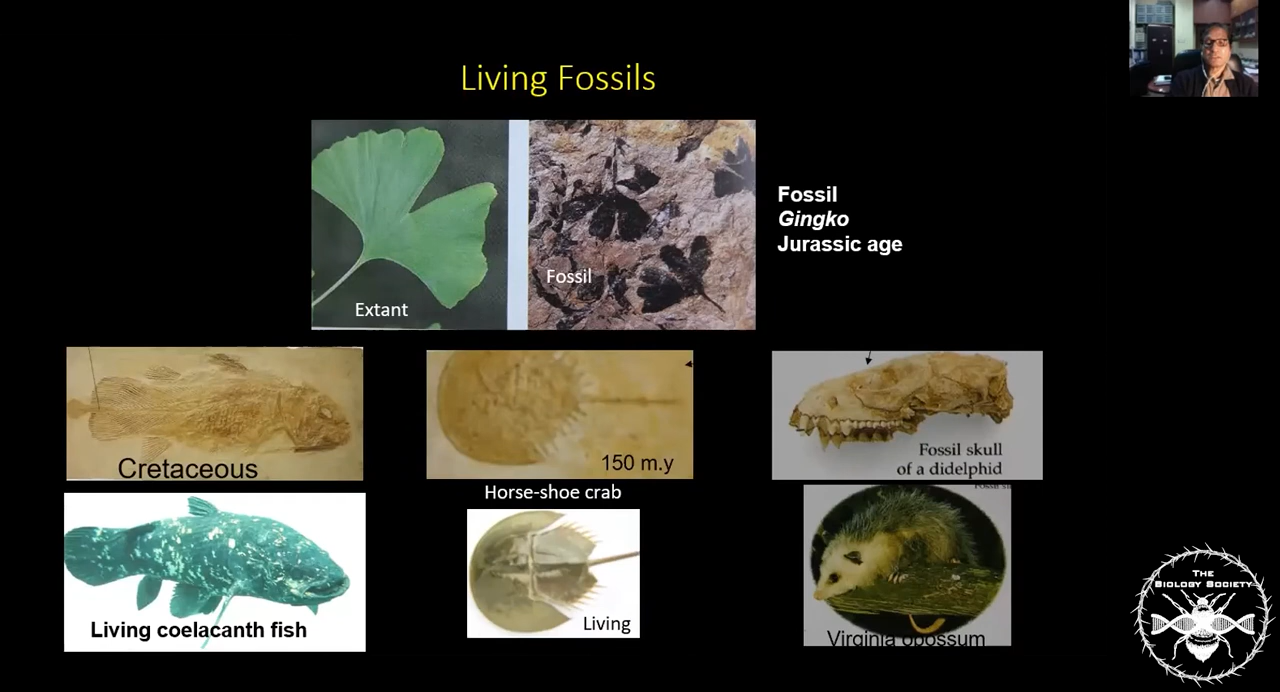 Living Fossils
Extant
Fossil
Fossil
Gingko
Jurassic age
Cretaceous
150 m.y
Fossil skull
of a didelphid
Horse-shoe crab
Living coelacanth fish
Living
Virginia opossum
THE
BIOLOGY SOCIETY